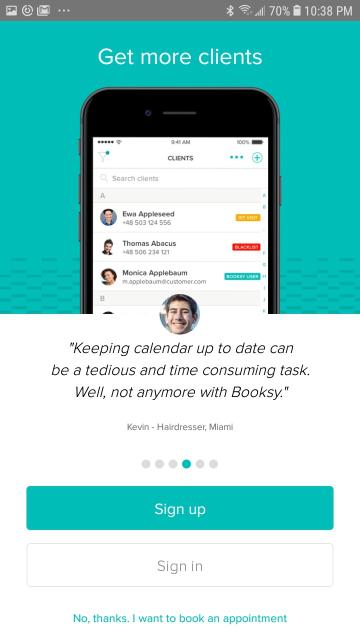 70% 10:38 PM
Get more clients
9:41 AM 100%
CLIENTS
Search clients
A
Ewa Appleseed
+48 503 124 556
1ST VISIT
Thomas Abacus
+48 506 234 121
BLACKLIST
Monica Applebaum
m.applebaum@customer.com
BOOKSY USER
B
"Keeping calendar up to date can
be a tedious and time consuming task.
Well, not anymore with Booksy."
Kevin - Hairdresser, Miami
Sign up
Sign in
No, thanks. I want to book an appointment